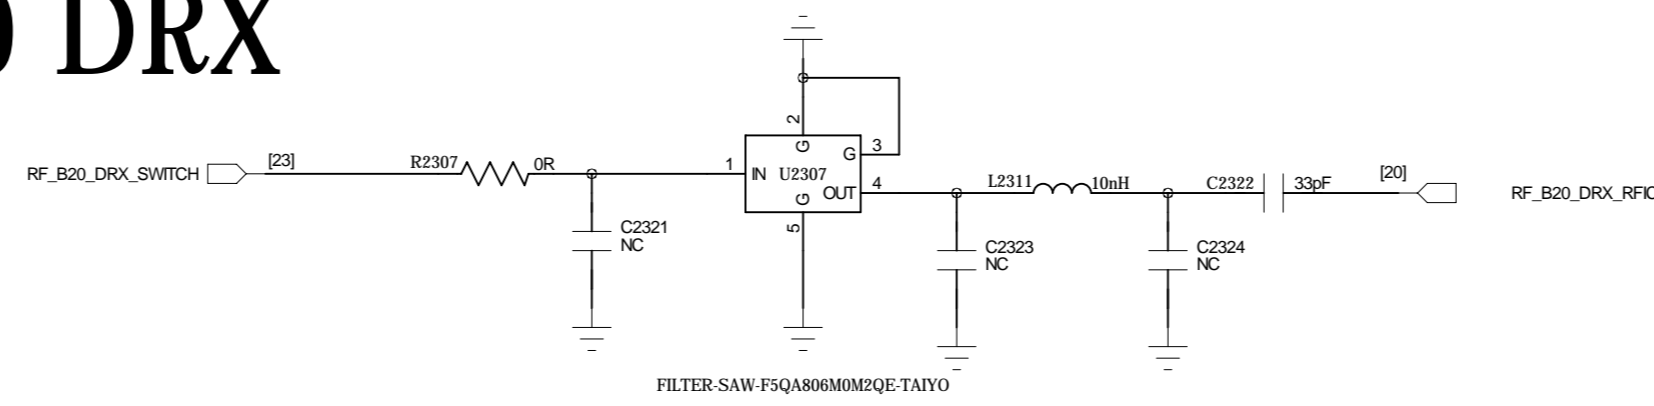 DRX
RF_B20_DRX_SWITCH
[23]
R2307
0R
C2321
NC
1
IN
U2307
G
2
G
3
OUT
4
G
5
C2323
NC
L2311
10nH
C2324
NC
C2322
33pF
[20]
RF_B20_DRX_RFIC
FILTER-SAW-F5QA806M0M2QE-TAIYO